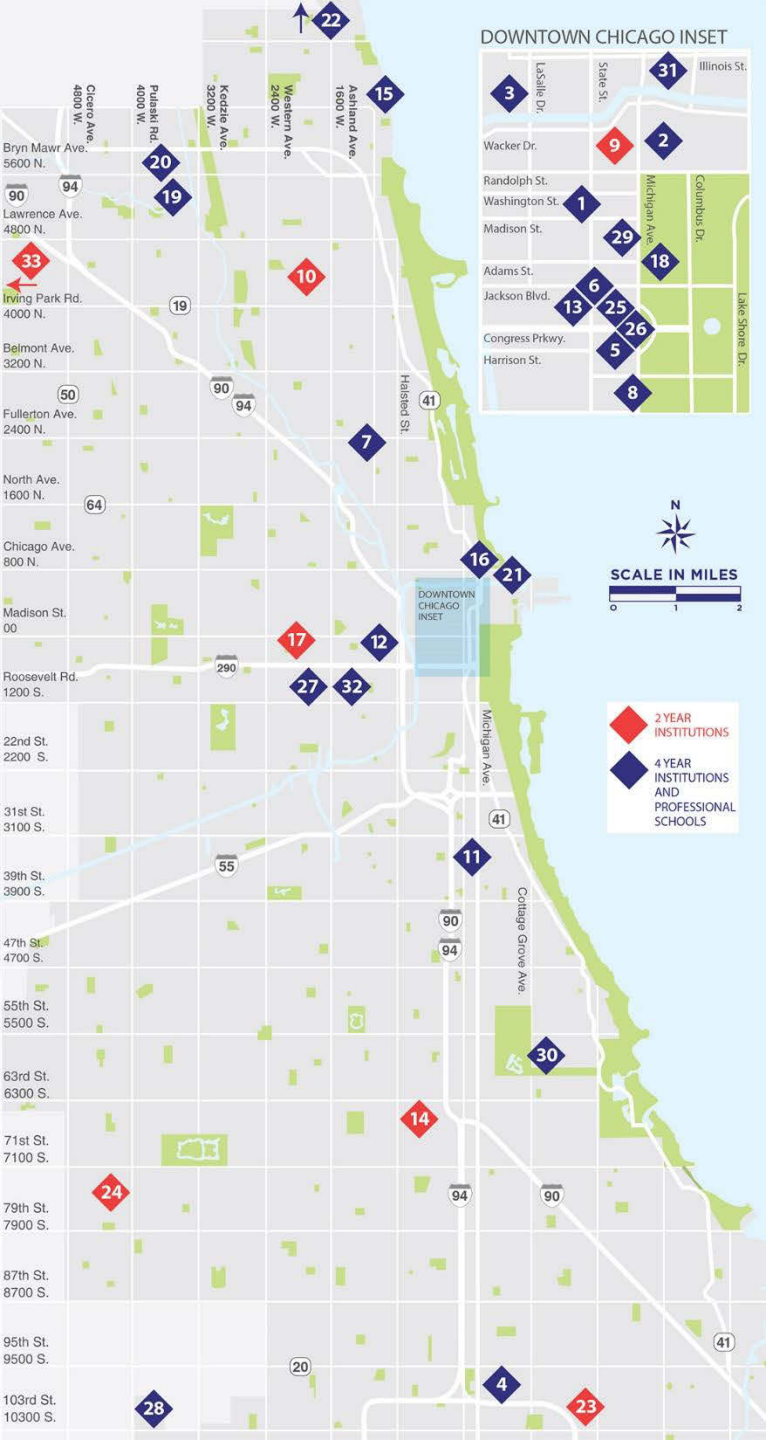 22
DOWNTOWN CHICAGO INSET
31
Illinois St.
LaSalle Dr.
State St.
3
Wacker Dr.
9
2
Randolph St.
Washington St.
1
Michigan Ave.
Columbus Dr.
Madison St.
29
18
Adams St.
6
Jackson Blvd.
13
25
26
Lake Shore Dr.
Congress Prkwy.
5
Harrison St.
8
15
Cicero Ave.
4800 W.
Pulaski Rd.
4000 W.
Kedzie Ave.
3200 W.
Western Ave.
2400 W.
Ashland Ave.
1600 W.
Bryn Mawr Ave.
5600 N.
20
90
94
19
Lawrence Ave.
4800 N.
33
10
Irving Park Rd.
4000 N.
19
Belmont Ave.
3200 N.
90
94
50
Halsted St.
41
Fullerton Ave.
2400 N.
7
North Ave.
1600 N.
64
N
Chicago Ave.
800 N.
16
21
SCALE IN MILES
0
1
2
DOWNTOWN
CHICAGO
INSET
Madison St.
00
17
12
290
Roosevelt Rd.
1200 S.
27
32
Michigan Ave.
2 YEAR
INSTITUTIONS
4 YEAR
INSTITUTIONS
AND
PROFESSIONAL
SCHOOLS
22nd St.
2200 S.
31st St.
3100 S.
41
11
55
39th St.
3900 S.
Cottage Grove Ave.
90
94
47th St.
4700 S.
55th St.
5500 S.
30
63rd St.
6300 S.
14
71st St.
7100 S.
24
94
90
79th St.
7900 S.
87th St.
8700 S.
95th St.
9500 S.
41
20
4
103rd St.
10300 S.
28
23